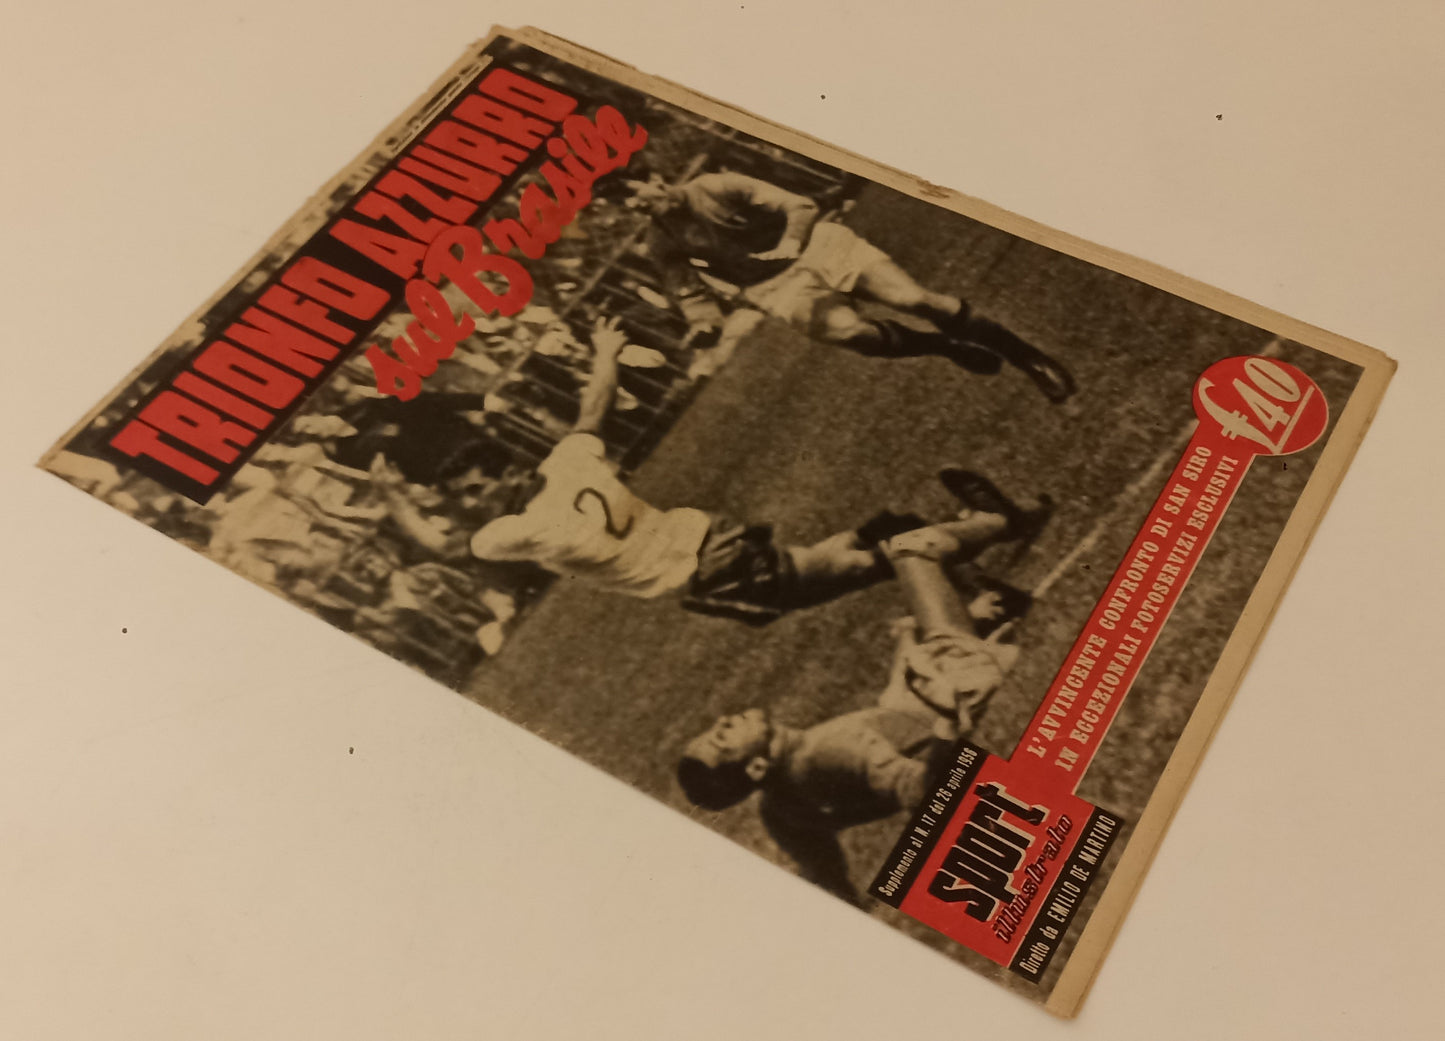 TRIONFO AZZURRO
sul Brasile
2
£40
L'AVVINCENTE CONFRONTO DI SAN SIRO
IN ECCEZIONALI FOTOSERVIZI ESCLUSIVI
Supplemento al N. 17 del 26 aprile 1956
sport
illustrato
Diretto da EMILIO DE MARTINO